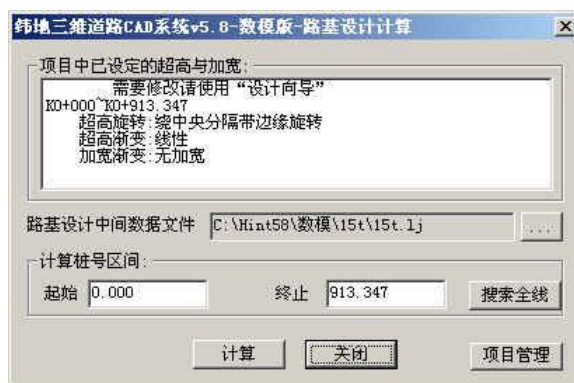 纬地三维道路CAD系统v5.8-数模版-路基设计计算
项目中已设定的超高与加宽:
需要修改请使用“设计向导”
K0+000~K0+913.347
超高旋转:绕中央分隔带边缘旋转
超高渐变:线性
加宽渐变:无加宽
路基设计中间数据文件 C:\Hint58\数模\15t\15t.lj ...
计算桩号区间:
起始 0.000 终止 913.347 搜索全线
计算 关闭 项目管理